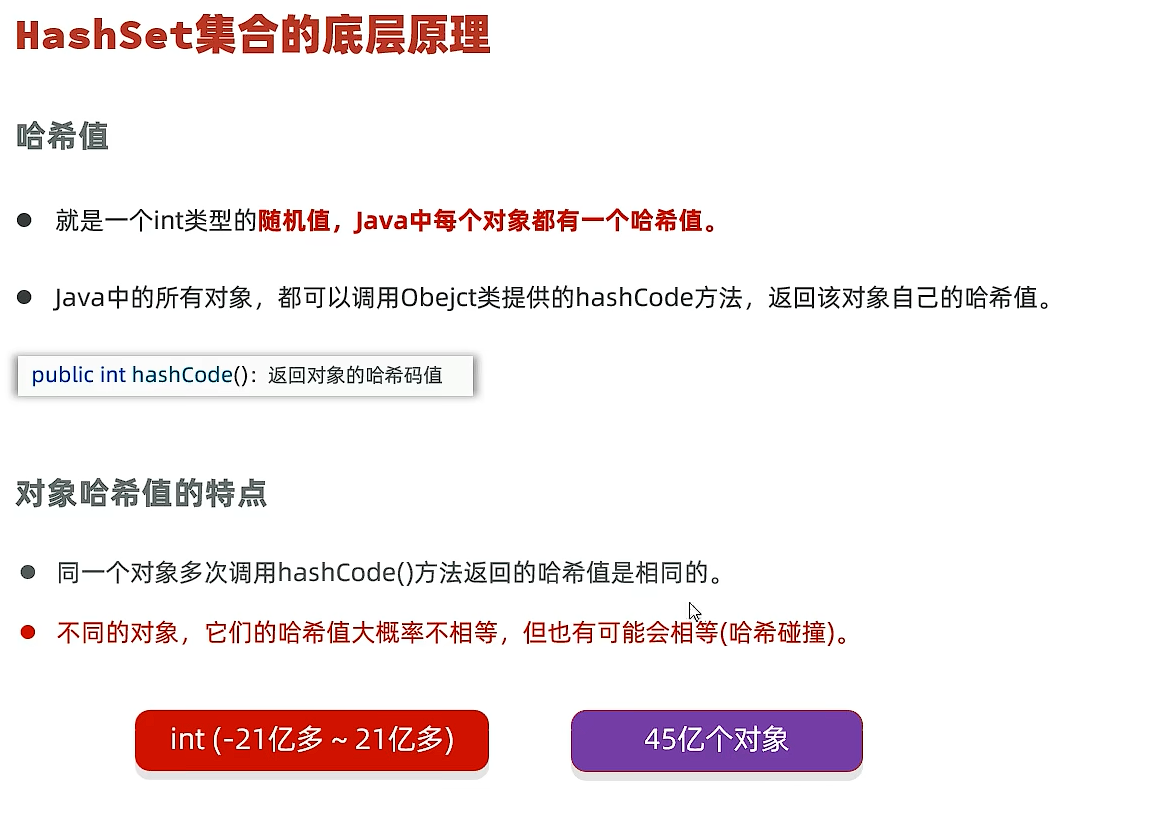 HashSet集合的底层原理
哈希值
就是一个int类型的随机值，Java中每个对象都有一个哈希值。
Java中的所有对象，都可以调用Obejct类提供的hashCode方法，返回该对象自己的哈希值。
public int hashCode()：返回对象的哈希码值
对象哈希值的特点
同一个对象多次调用hashCode()方法返回的哈希值是相同的。
不同的对象，它们的哈希值大概率不相等，但也有可能会相等(哈希碰撞)。
int (-21亿多 ~ 21亿多)
45亿个对象